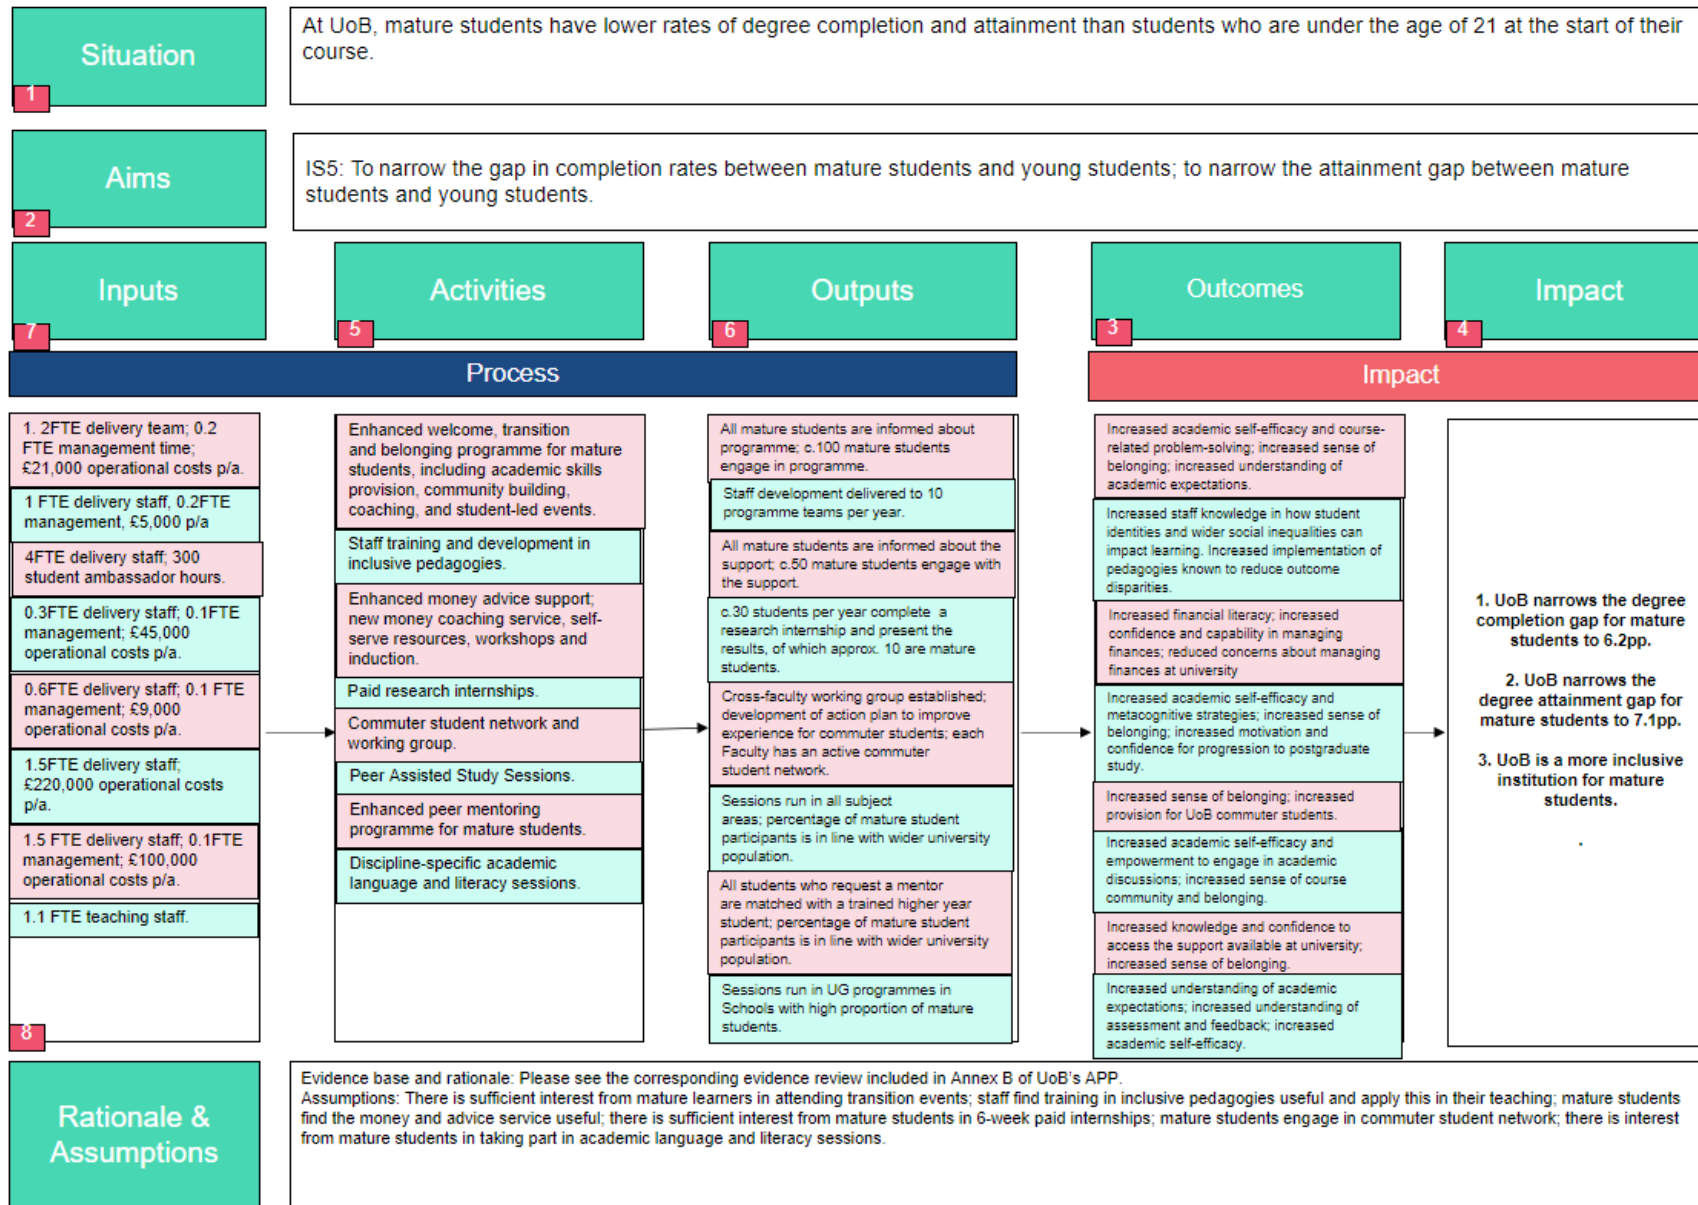 Situation
1
At UoB, mature students have lower rates of degree completion and attainment than students who are under the age of 21 at the start of their
course.
Aims
2
IS5: To narrow the gap in completion rates between mature students and young students; to narrow the attainment gap between mature
students and young students.
Inputs
7
Activities
5
Outputs
6
Outcomes
3
Impact
4
Process
Impact
1. 2FTE delivery team; 0.2
FTE management time;
£21,000 operational costs p/a.
1 FTE delivery staff, 0.2FTE
management, £5,000 p/a
4FTE delivery staff; 300
student ambassador hours.
0.3FTE delivery staff; 0.1FTE
management; £45,000
operational costs p/a.
0.6FTE delivery staff; 0.1 FTE
management; £9,000
operational costs p/a.
1.5FTE delivery staff;
£220,000 operational costs
p/a.
1.5 FTE delivery staff; 0.1FTE
management; £100,000
operational costs p/a.
1.1 FTE teaching staff.
Enhanced welcome, transition
and belonging programme for mature
students, including academic skills
provision, community building,
coaching, and student-led events.
Staff training and development in
inclusive pedagogies.
Enhanced money advice support;
new money coaching service, self-
serve resources, workshops and
induction.
Paid research internships.
Commuter student network and
working group.
Peer Assisted Study Sessions.
Enhanced peer mentoring
programme for mature students.
Discipline-specific academic
language and literacy sessions.
All mature students are informed about
programme; c.100 mature students
engage in programme.
Staff development delivered to 10
programme teams per year.
All mature students are informed about the
support; c.50 mature students engage with
the support.
c.30 students per year complete a
research internship and present the
results, of which approx. 10 are mature
students.
Cross-faculty working group established;
development of action plan to improve
experience for commuter students; each
Faculty has an active commuter
student network.
Sessions run in all subject
areas; percentage of mature student
participants is in line with wider university
population.
All students who request a mentor
are matched with a trained higher year
student; percentage of mature student
participants is in line with wider university
population.
Sessions run in UG programmes in
Schools with high proportion of mature
students.
Increased academic self-efficacy and course-
related problem-solving; increased sense of
belonging; increased understanding of
academic expectations.
Increased staff knowledge in how student
identities and wider social inequalities can
impact learning. Increased implementation of
pedagogies known to reduce outcome
disparities.
Increased financial literacy; increased
confidence and capability in managing
finances; reduced concerns about managing
finances at university
Increased academic self-efficacy and
metacognitive strategies; increased sense of
belonging; increased motivation and
confidence for progression to postgraduate
study.
Increased sense of belonging; increased
provision for UoB commuter students.
Increased academic self-efficacy and
empowerment to engage in academic
discussions; increased sense of course
community and belonging.
Increased knowledge and confidence to
access the support available at university;
increased sense of belonging.
Increased understanding of academic
expectations; increased understanding of
assessment and feedback; increased
academic self-efficacy.
1. UoB narrows the degree
completion gap for mature
students to 6.2pp.
2. UoB narrows the
degree attainment gap for
mature students to 7.1pp.
3. UoB is a more inclusive
institution for mature
students.
.
8
Rationale &
Assumptions
Evidence base and rationale: Please see the corresponding evidence review included in Annex B of UoB's APP.
Assumptions: There is sufficient interest from mature learners in attending transition events; staff find training in inclusive pedagogies useful and apply this in their teaching; mature students
find the money and advice service useful; there is sufficient interest from mature students in 6-week paid internships; mature students engage in commuter student network; there is interest
from mature students in taking part in academic language and literacy sessions.